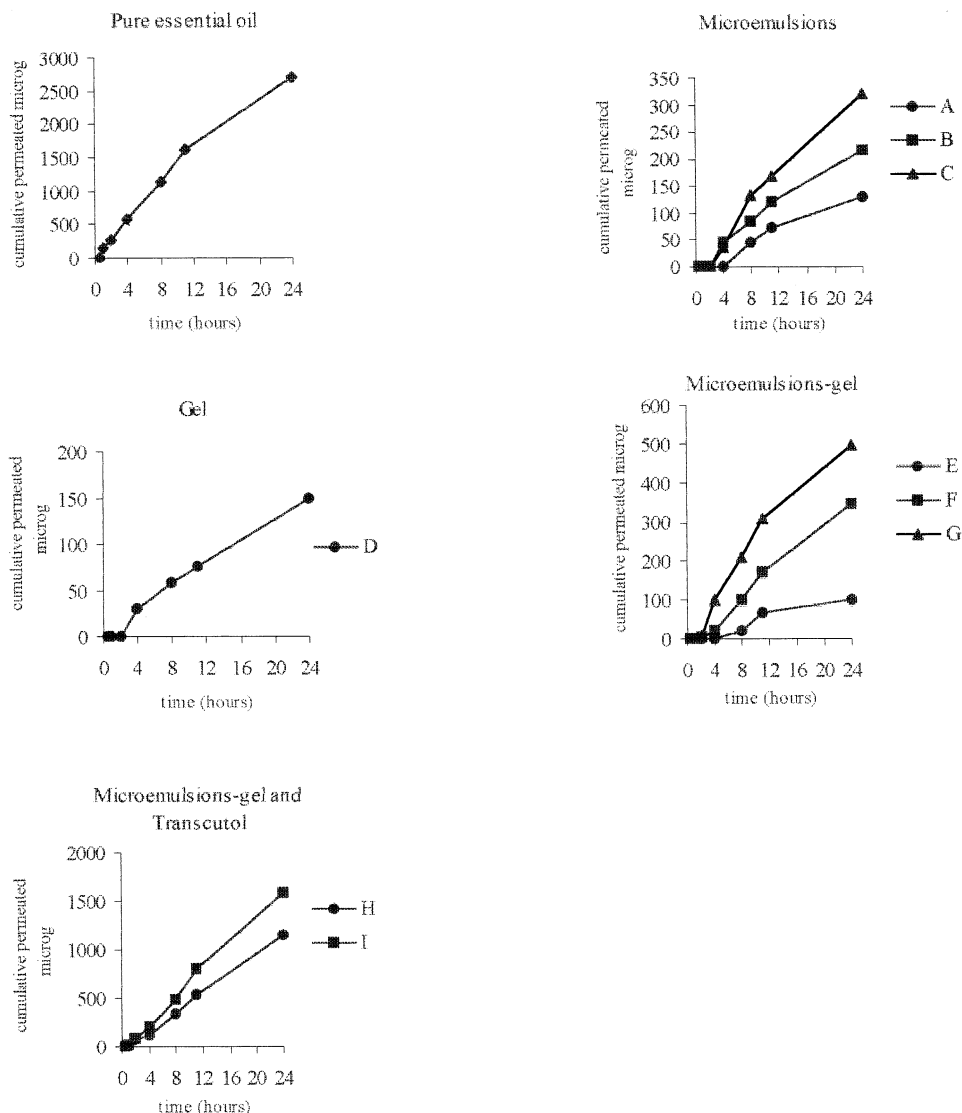 Pure essential oil
cumulative permeated microg
3000
2500
2000
1500
1000
500
0
0 4 8 12 16 20 24
time (hours)
Microemulsions
cumulative permeated
microg
350
300
250
200
150
100
50
0
0 4 8 12 16 20 24
time (hours)
A
B
C
Gel
cumulative permeated
microg
200
150
100
50
0
0 4 8 12 16 20 24
time (hours)
D
Microemulsions-gel
cumulative permeated microg
600
500
400
300
200
100
0
0 4 8 12 16 20 24
time (hours)
E
F
G
Microemulsions-gel and
Transcutol
cumulative permeated
microg
2000
1500
1000
500
0
0 4 8 12 16 20 24
time (hours)
H
I